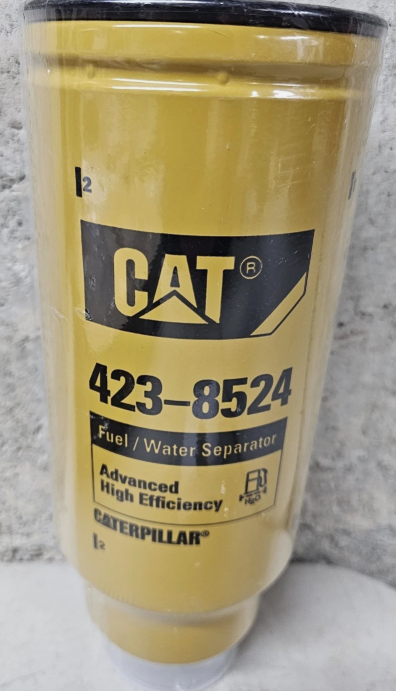 2
CAT®
423-8524
Fuel / Water Separator
Advanced
High Efficiency
H₂O
CATERPILLAR®
2